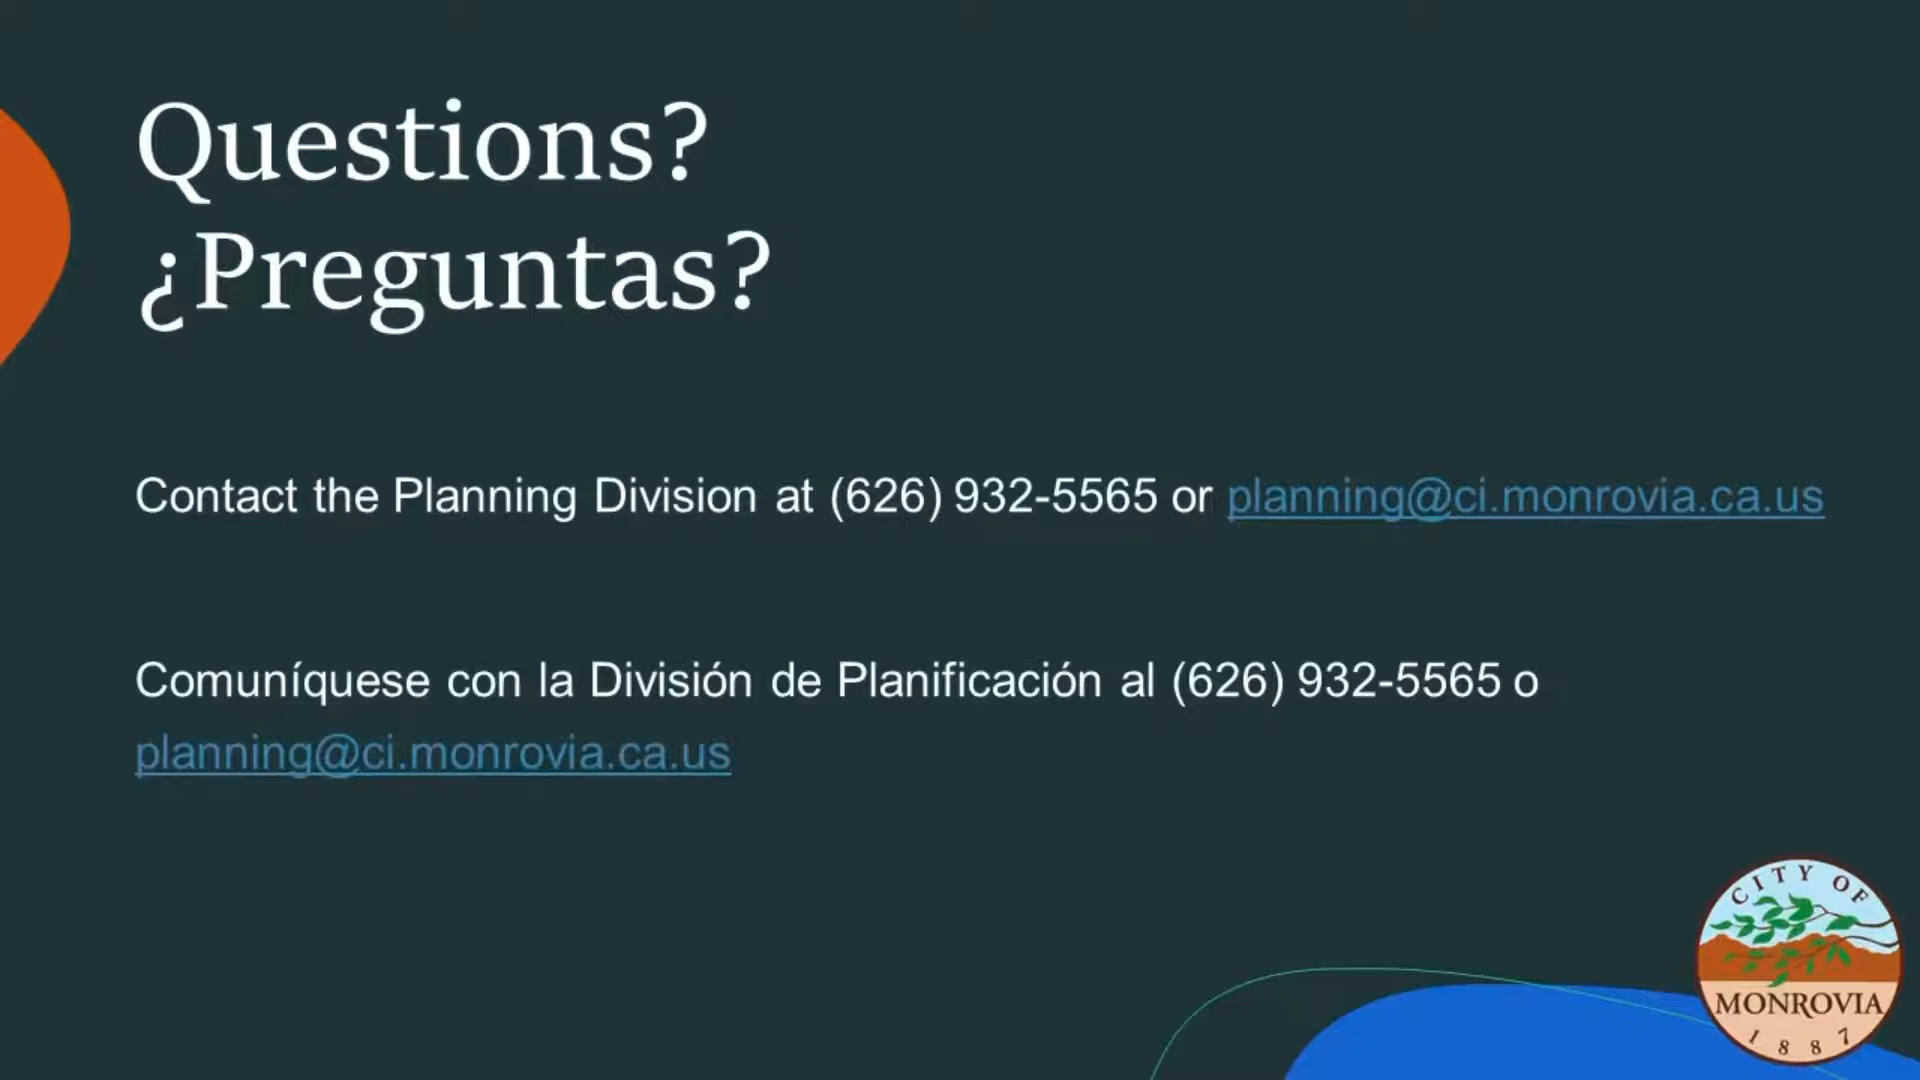 Questions?
¿Preguntas?
Contact the Planning Division at (626) 932-5565 or planning@ci.monrovia.ca.us
Comuníquese con la División de Planificación al (626) 932-5565 o
planning@ci.monrovia.ca.us
CITY OF
MONROVIA
1887